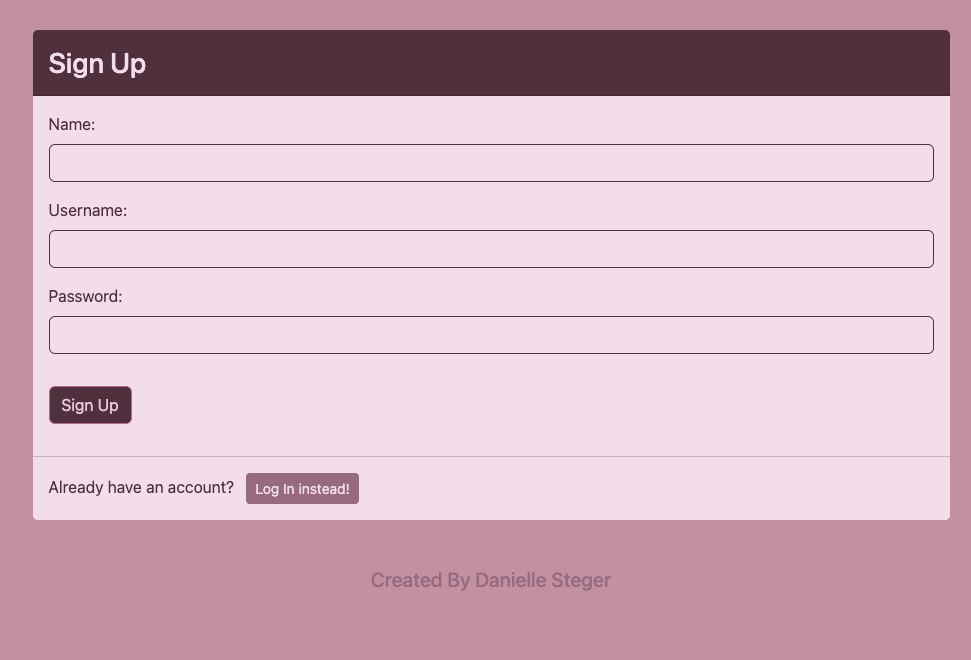 Sign Up
Name:
Username:
Password:
Sign Up
Already have an account? Log In instead!
Created By Danielle Steger